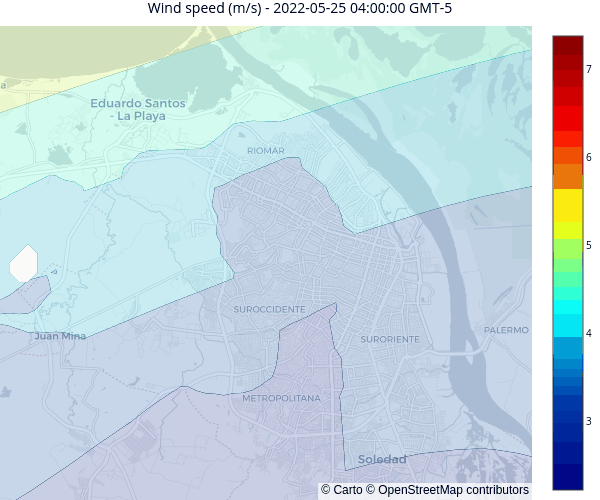 Wind speed (m/s) - 2022-05-25 04:00:00 GMT-5
7
a
Eduardo Santos
- La Playa
RIOMAR
6
5
SUROCCIDENTE
4
PALERMO
Juan Mina
SURORIENTE
METROPOLITANA
3
Soledad
© Carto © OpenStreetMap contributors